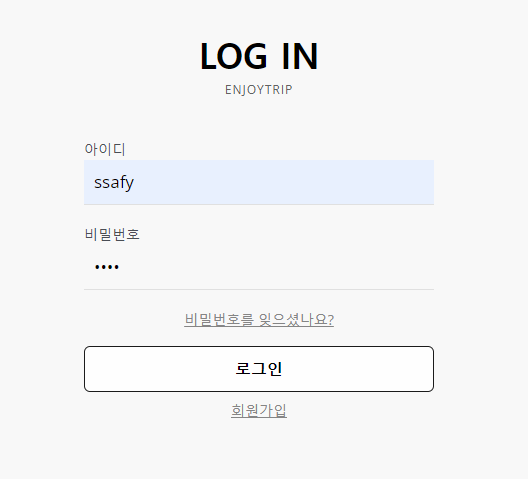 LOG IN
ENJOYTRIP
아이디
ssafy
비밀번호
••••
비밀번호를 잊으셨나요?
로그인
회원가입